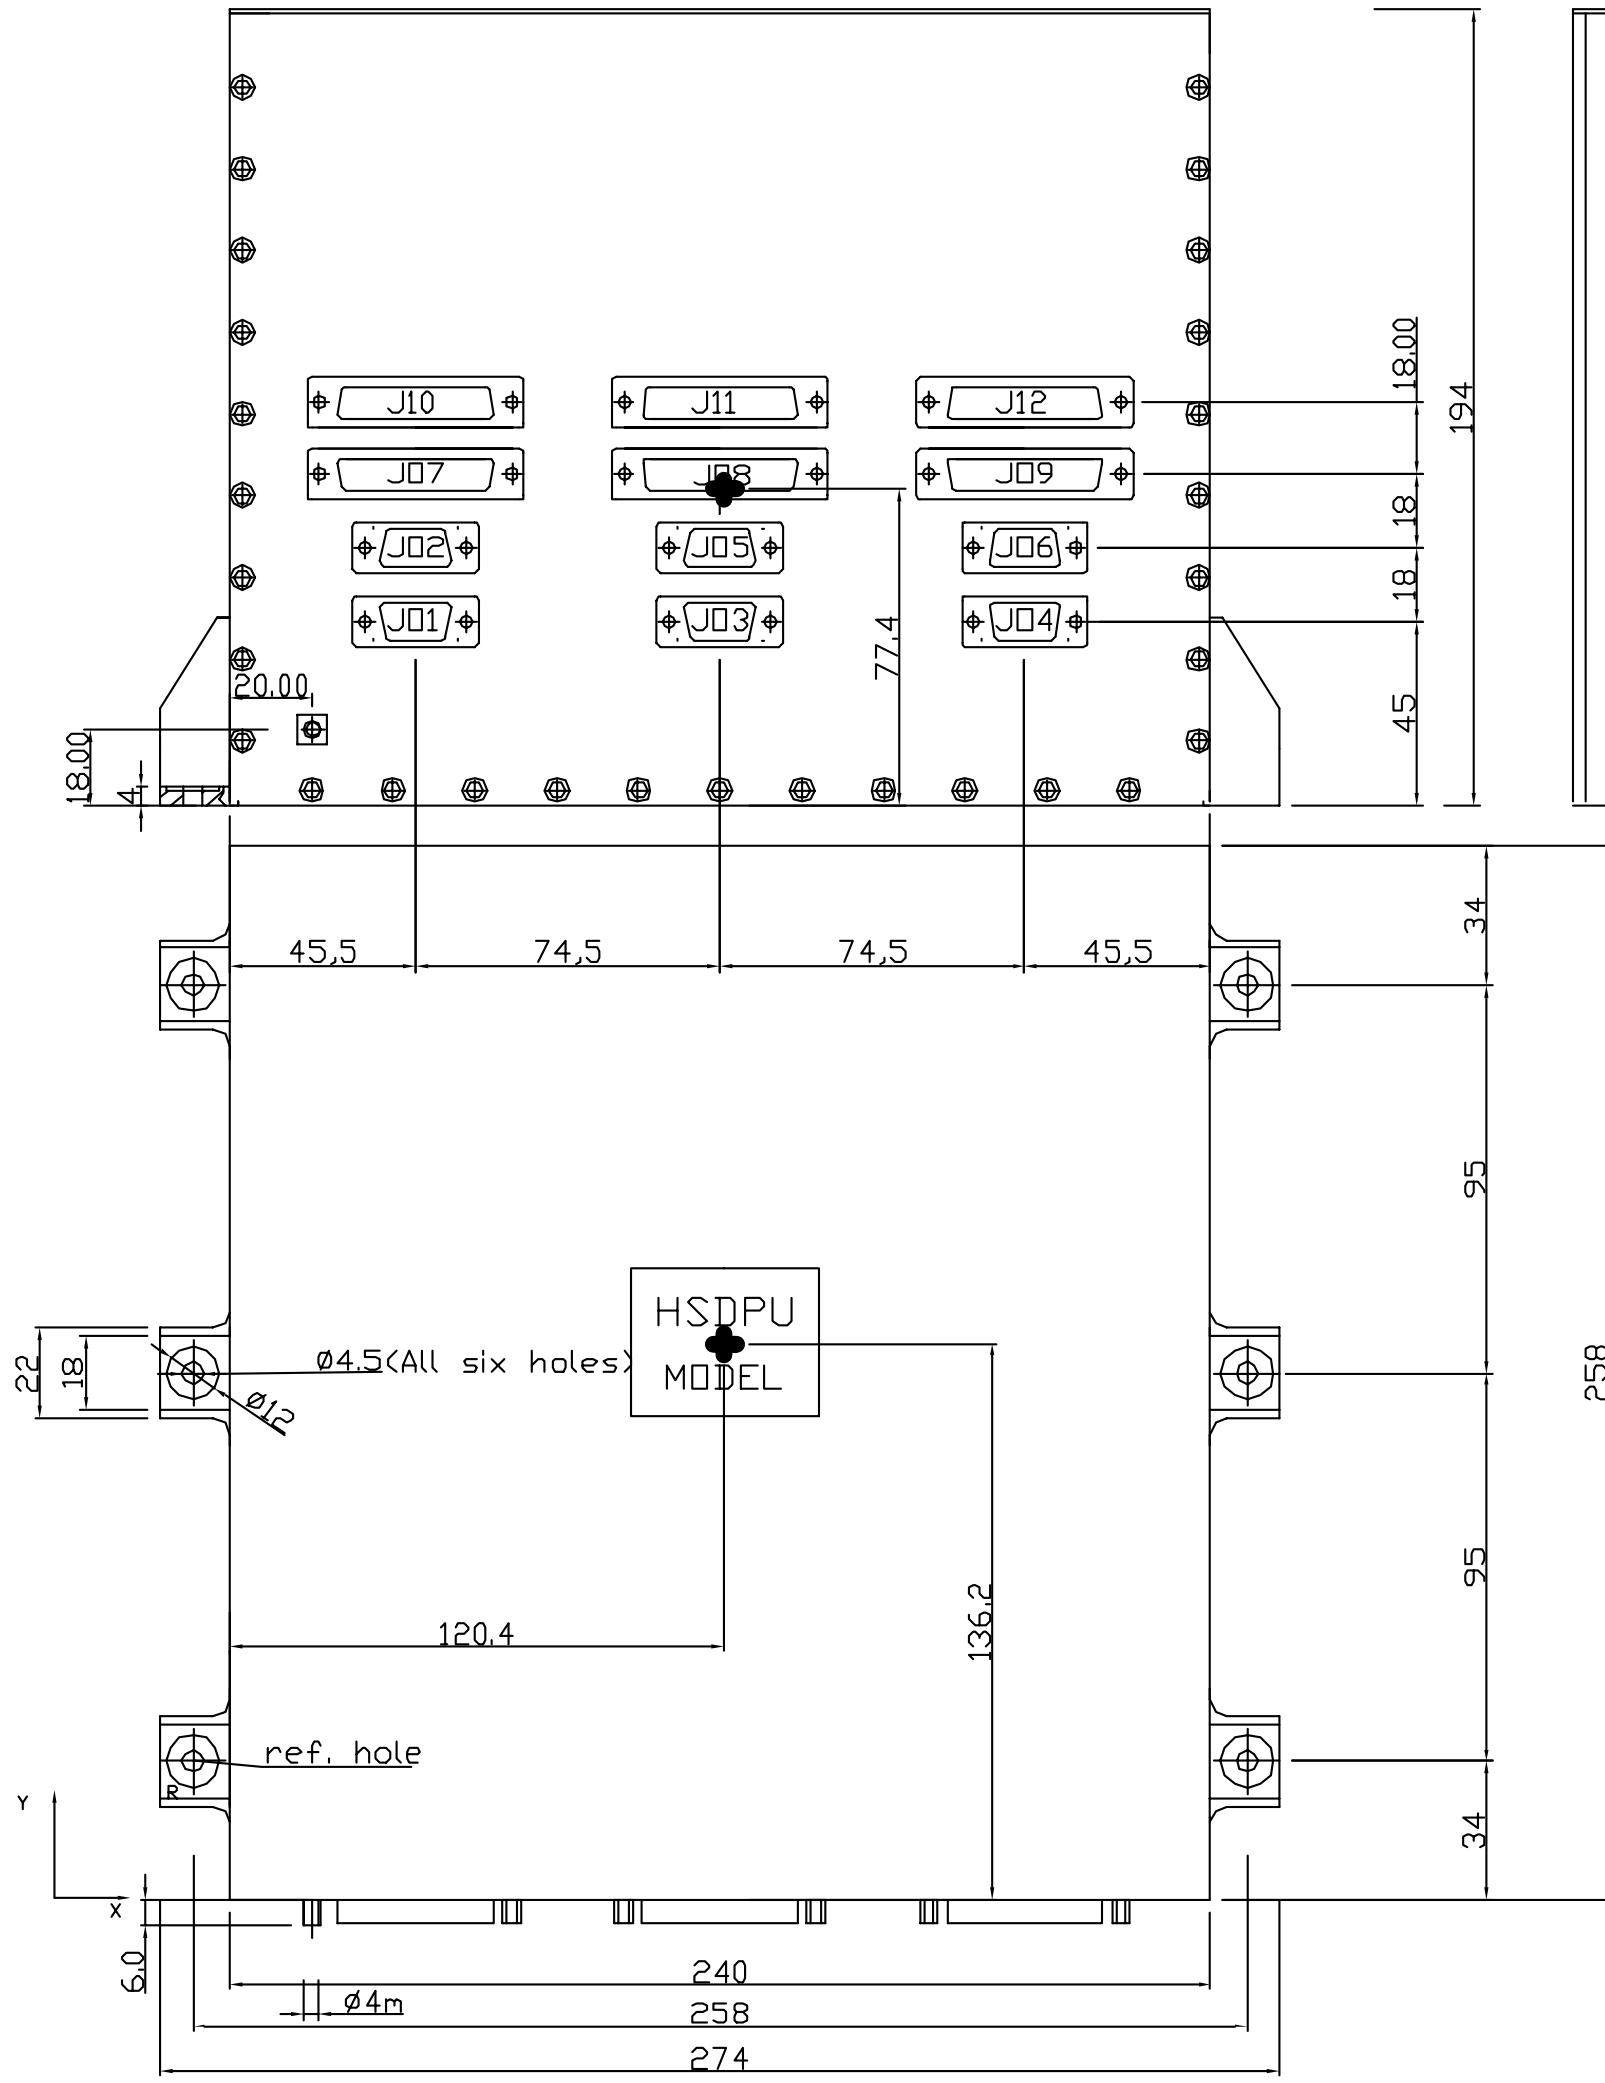 18.00
194
J10 J11 J12
J07 J08 J09
18
J02 J05 J06
18
J01 J03 J04
77.4
20.00
45
18.00
4
34
45,5 74,5 74,5 45,5
95
HSDPU
MODEL
258
22
18
Ø4.5(All six holes)
Ø12
95
136.2
120.4
ref. hole
R
Y
X
34
6.0
240
Ø4m
258
274